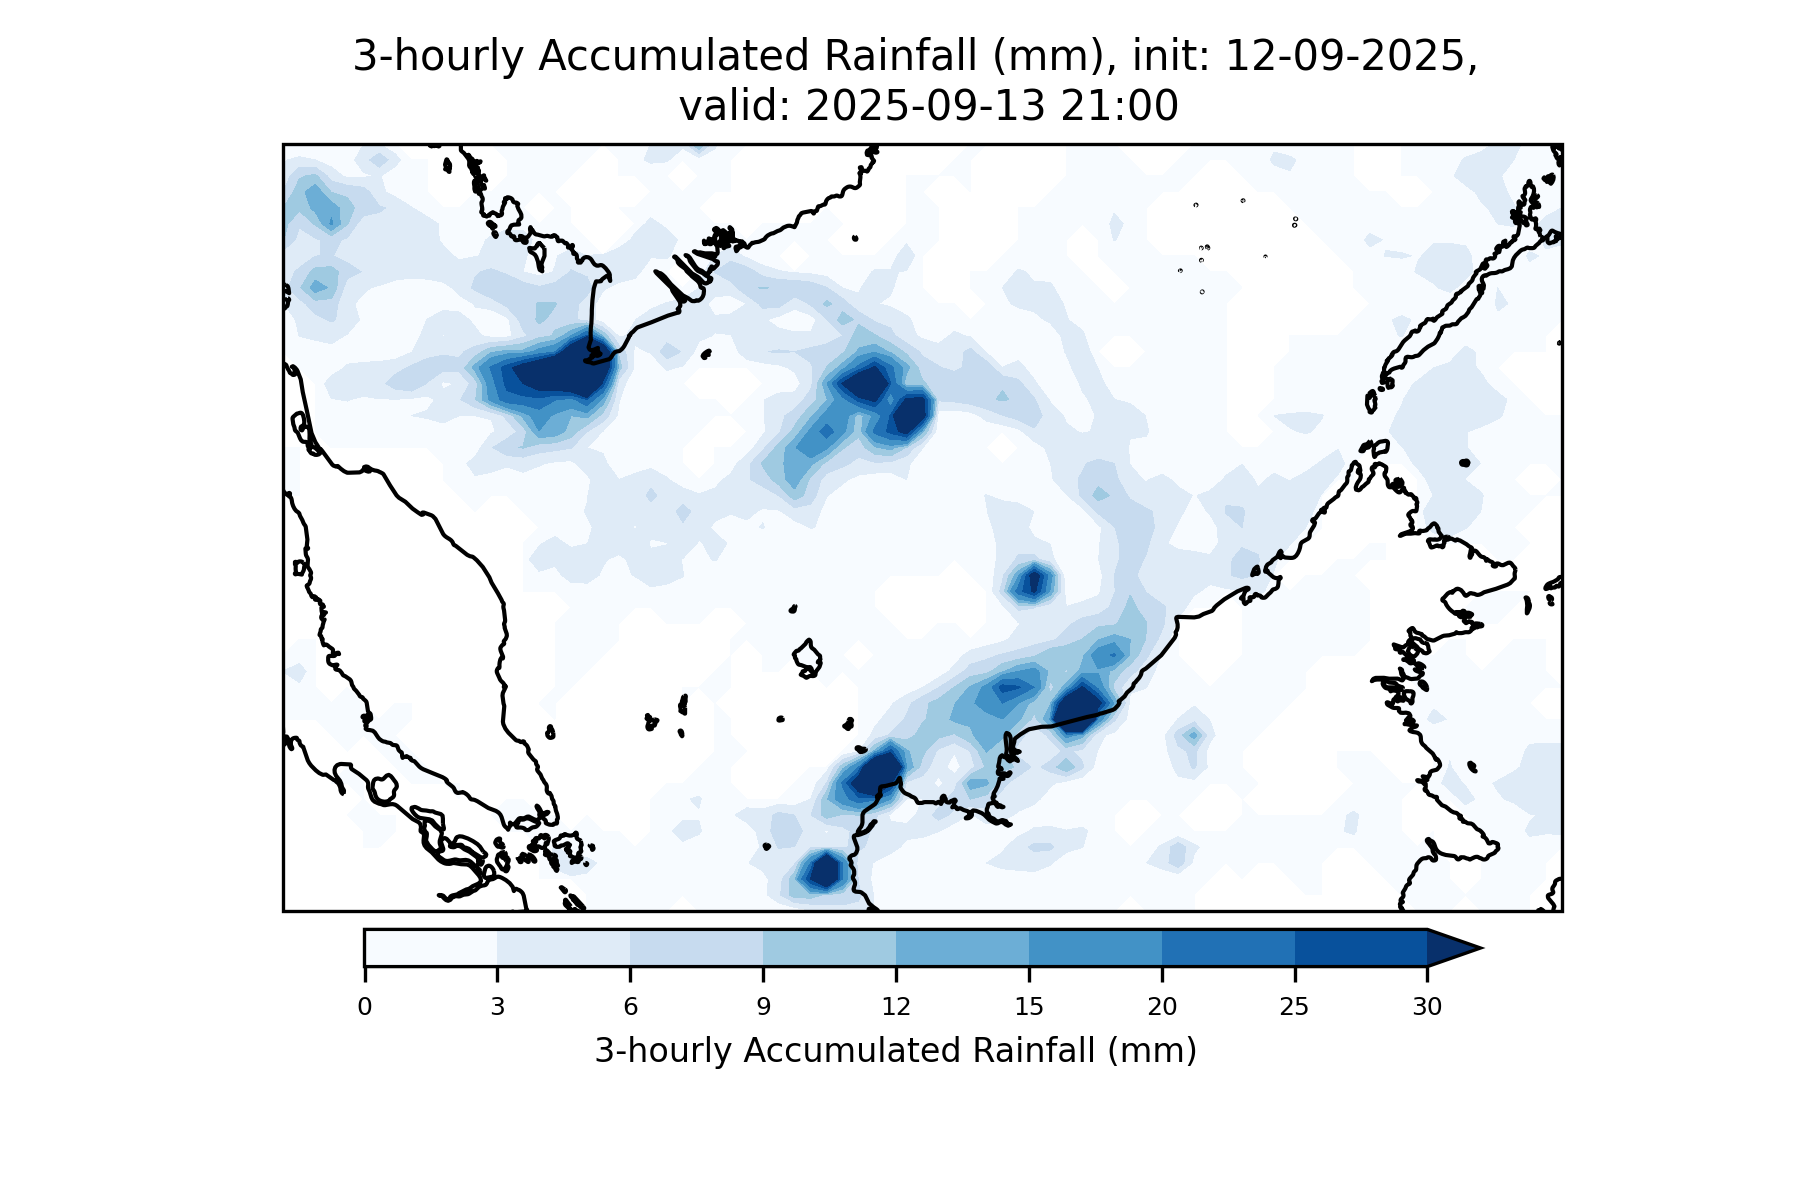 3-hourly Accumulated Rainfall (mm), init: 12-09-2025,
valid: 2025-09-13 21:00
0 3 6 9 12 15 20 25 30
3-hourly Accumulated Rainfall (mm)